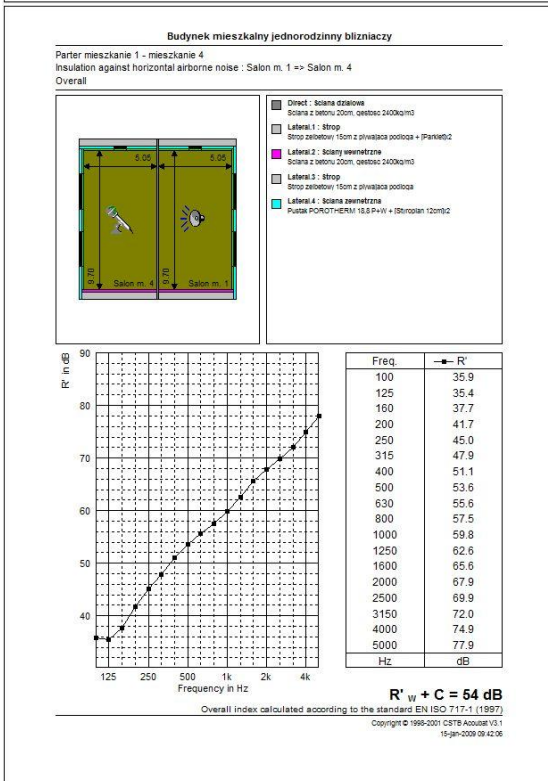 Budynek mieszkalny jednorodzinny blizniaczy
Parter mieszkanie 1 - mieszkanie 4
Insulation against horizontal airborne noise : Salon m. 1 => Salon m. 4
Overall
5.05 5.05
9.70 9.70
Salon m. 4 Salon m. 1
Direct : Sciana dzialowa
Sciana z betonu 20cm, gestosc 2400kg/m3
Lateral.1 : Strop
Strop zelbetowy 15cm z plywajaca podloga + [Parkiet]x2
Lateral.2 : Sciany wewnetrzne
Sciana z betonu 20cm, gestosc 2400kg/m3
Lateral.3 : Strop
Strop zelbetowy 15cm z plywajaca podloga
Lateral.4 : Sciana zewnetrzna
Pustak POROTHERM 18,8 P+W + [Styropian 12cm]x2
R' in dB
90
80
70
60
50
40
125 250 500 1k 2k 4k
Frequency in Hz
Freq. R'
100 35.9
125 35.4
160 37.7
200 41.7
250 45.0
315 47.9
400 51.1
500 53.6
630 55.6
800 57.5
1000 59.8
1250 62.6
1600 65.6
2000 67.9
2500 69.9
3150 72.0
4000 74.9
5000 77.9
Hz dB
R' w + C = 54 dB
Overall index calculated according to the standard EN ISO 717-1 (1997)
Copyright © 1998-2001 CSTB Acoubat V3.1
15-jan-2009 09:42:06